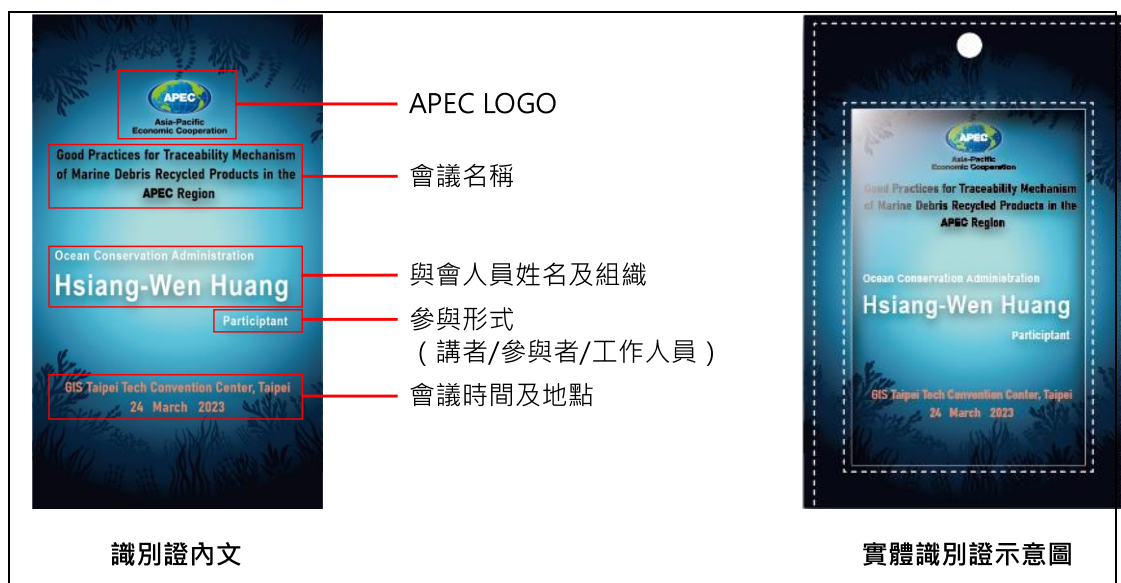 APEC
Asia-Pacific
Economic Cooperation
Good Practices for Traceability Mechanism
of Marine Debris Recycled Products in the
APEC Region
Ocean Conservation Administration
Hsiang-Wen Huang
Participtant
GIS Taipei Tech Convention Center, Taipei
24 March 2023
APEC LOGO
會議名稱
與會人員姓名及組織
參與形式
（講者/參與者/工作人員）
會議時間及地點
識別證內文
APEC
Asia-Pacific
Economic Cooperation
Good Practices for Traceability Mechanism
of Marine Debris Recycled Products in the
APEC Region
Ocean Conservation Administration
Hsiang-Wen Huang
Participtant
GIS Taipei Tech Convention Center, Taipei
24 March 2023
實體識別證示意圖